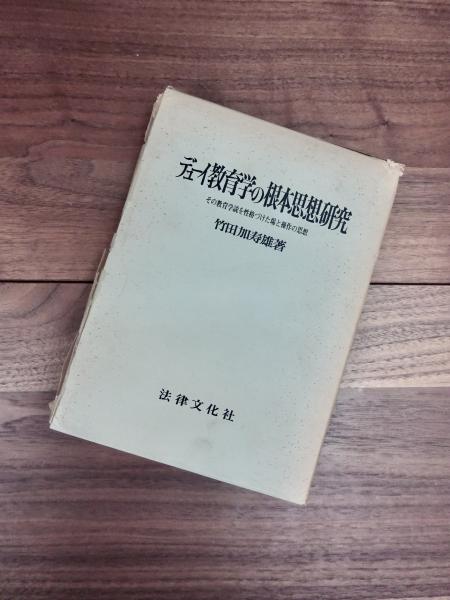 デューイ教育学の根本思想研究
その教育学説を性格づけた場と操作の思想
竹田加寿雄著
法律文化社